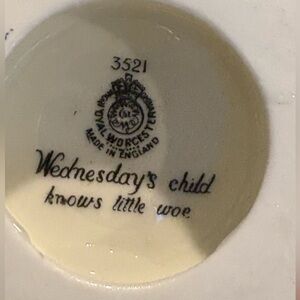 3521
ROYAL WORCESTER
MADE IN ENGLAND
Wednesday's child
knows little woe